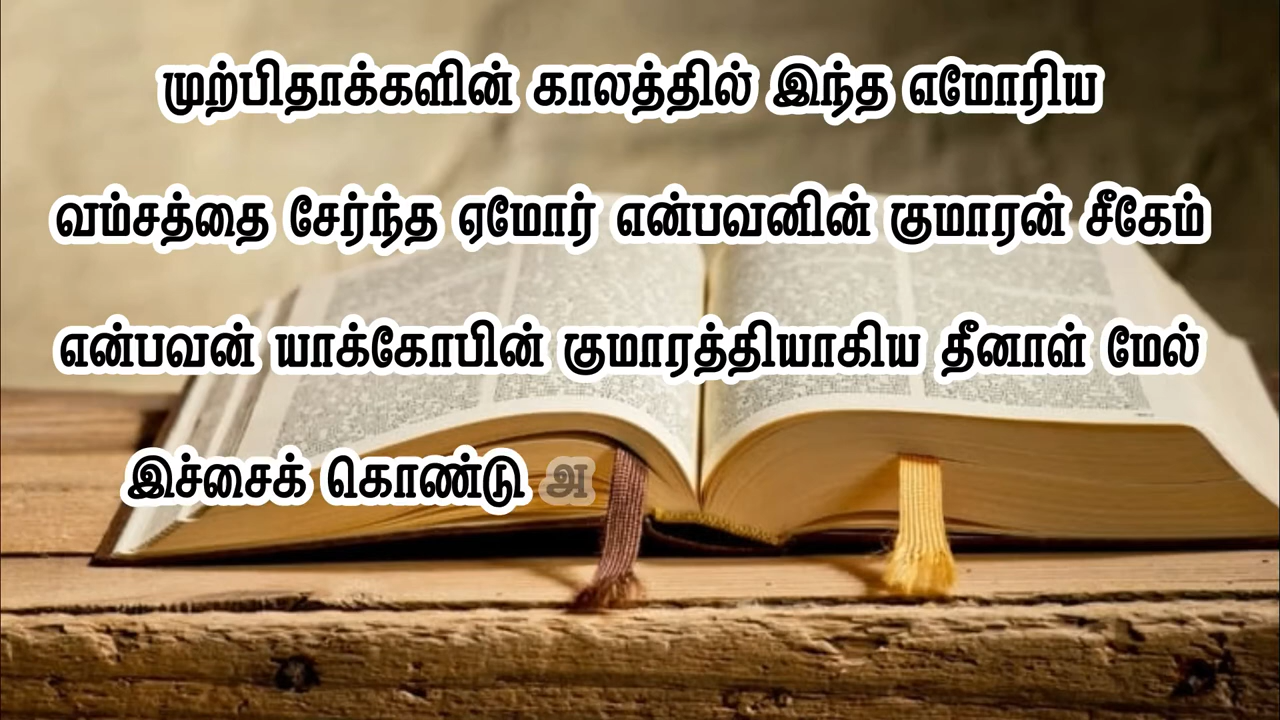 முற்பிதாக்களின் காலத்தில் இந்த எமோரிய
வம்சத்தை சேர்ந்த ஏமோர் என்பவனின் குமாரன் சீகேம்
என்பவன் யாக்கோபின் குமாரத்தியாகிய தீனாள் மேல்
இச்சைக் கொண்டு அ